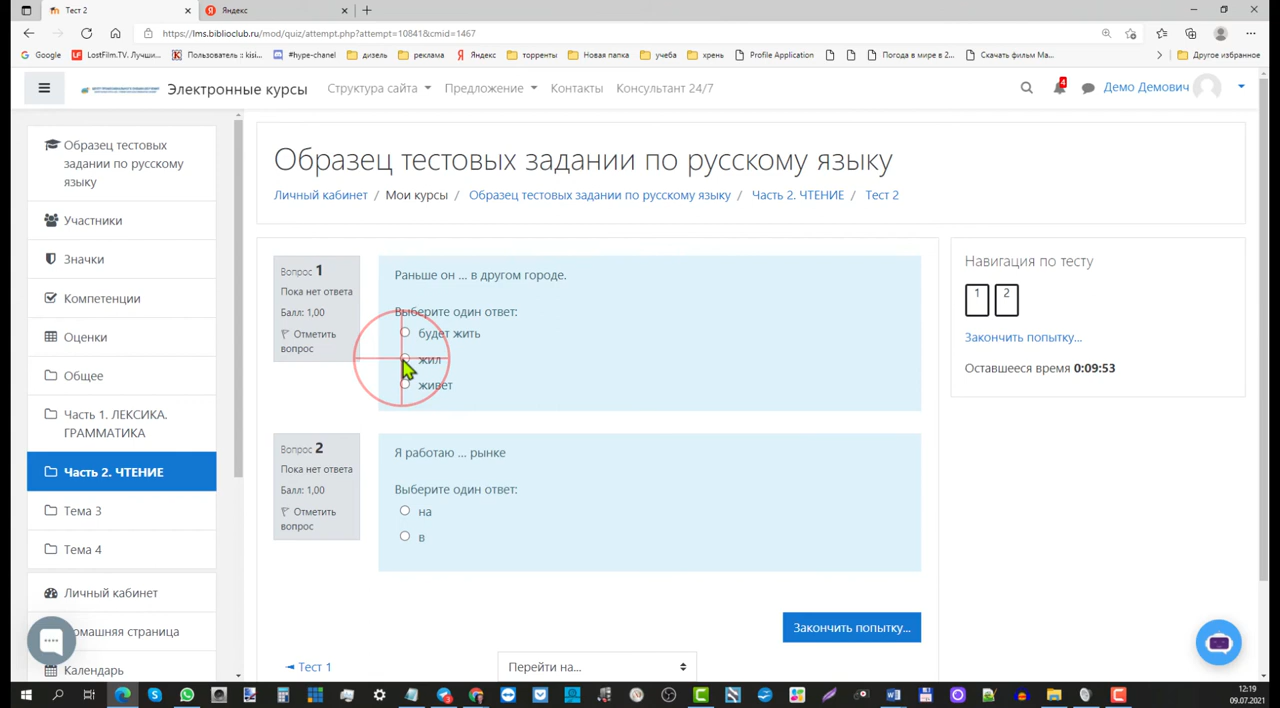 Тест 2
Яндекс
https://lms.biblioclub.ru/mod/quiz/attempt.php?attempt=10841&cmid=1467
Google
LostFilm.TV. Лучши...
Пользователь :: kisi...
#hype-chanel
дизель
реклама
Яндекс
торренты
Новая папка
учеба
хрень
Profile Application
Погода в мире в 2...
Скачать фильм Ма...
Другое избранное
Электронные курсы
Структура сайта
Предложение
Контакты
Консультант 24/7
4
Демо Демович
Образец тестовых
задании по русскому
языку
Участники
Значки
Компетенции
Оценки
Общее
Часть 1. ЛЕКСИКА.
ГРАММАТИКА
Часть 2. ЧТЕНИЕ
Тема 3
Тема 4
Личный кабинет
омашняя страница
Календарь
Образец тестовых задании по русскому языку
Личный кабинет / Мои курсы / Образец тестовых задании по русскому языку / Часть 2. ЧТЕНИЕ / Тест 2
Вопрос 1
Пока нет ответа
Балл: 1,00
Отметить
вопрос
Раньше он ... в другом городе.
Выберите один ответ:
будет жить
жил
живет
Вопрос 2
Пока нет ответа
Балл: 1,00
Отметить
вопрос
Я работаю ... рынке
Выберите один ответ:
на
в
Закончить попытку...
◄ Тест 1
Перейти на...
Навигация по тесту
1 2
Закончить попытку...
Оставшееся время 0:09:53
12:19
09.07.2021